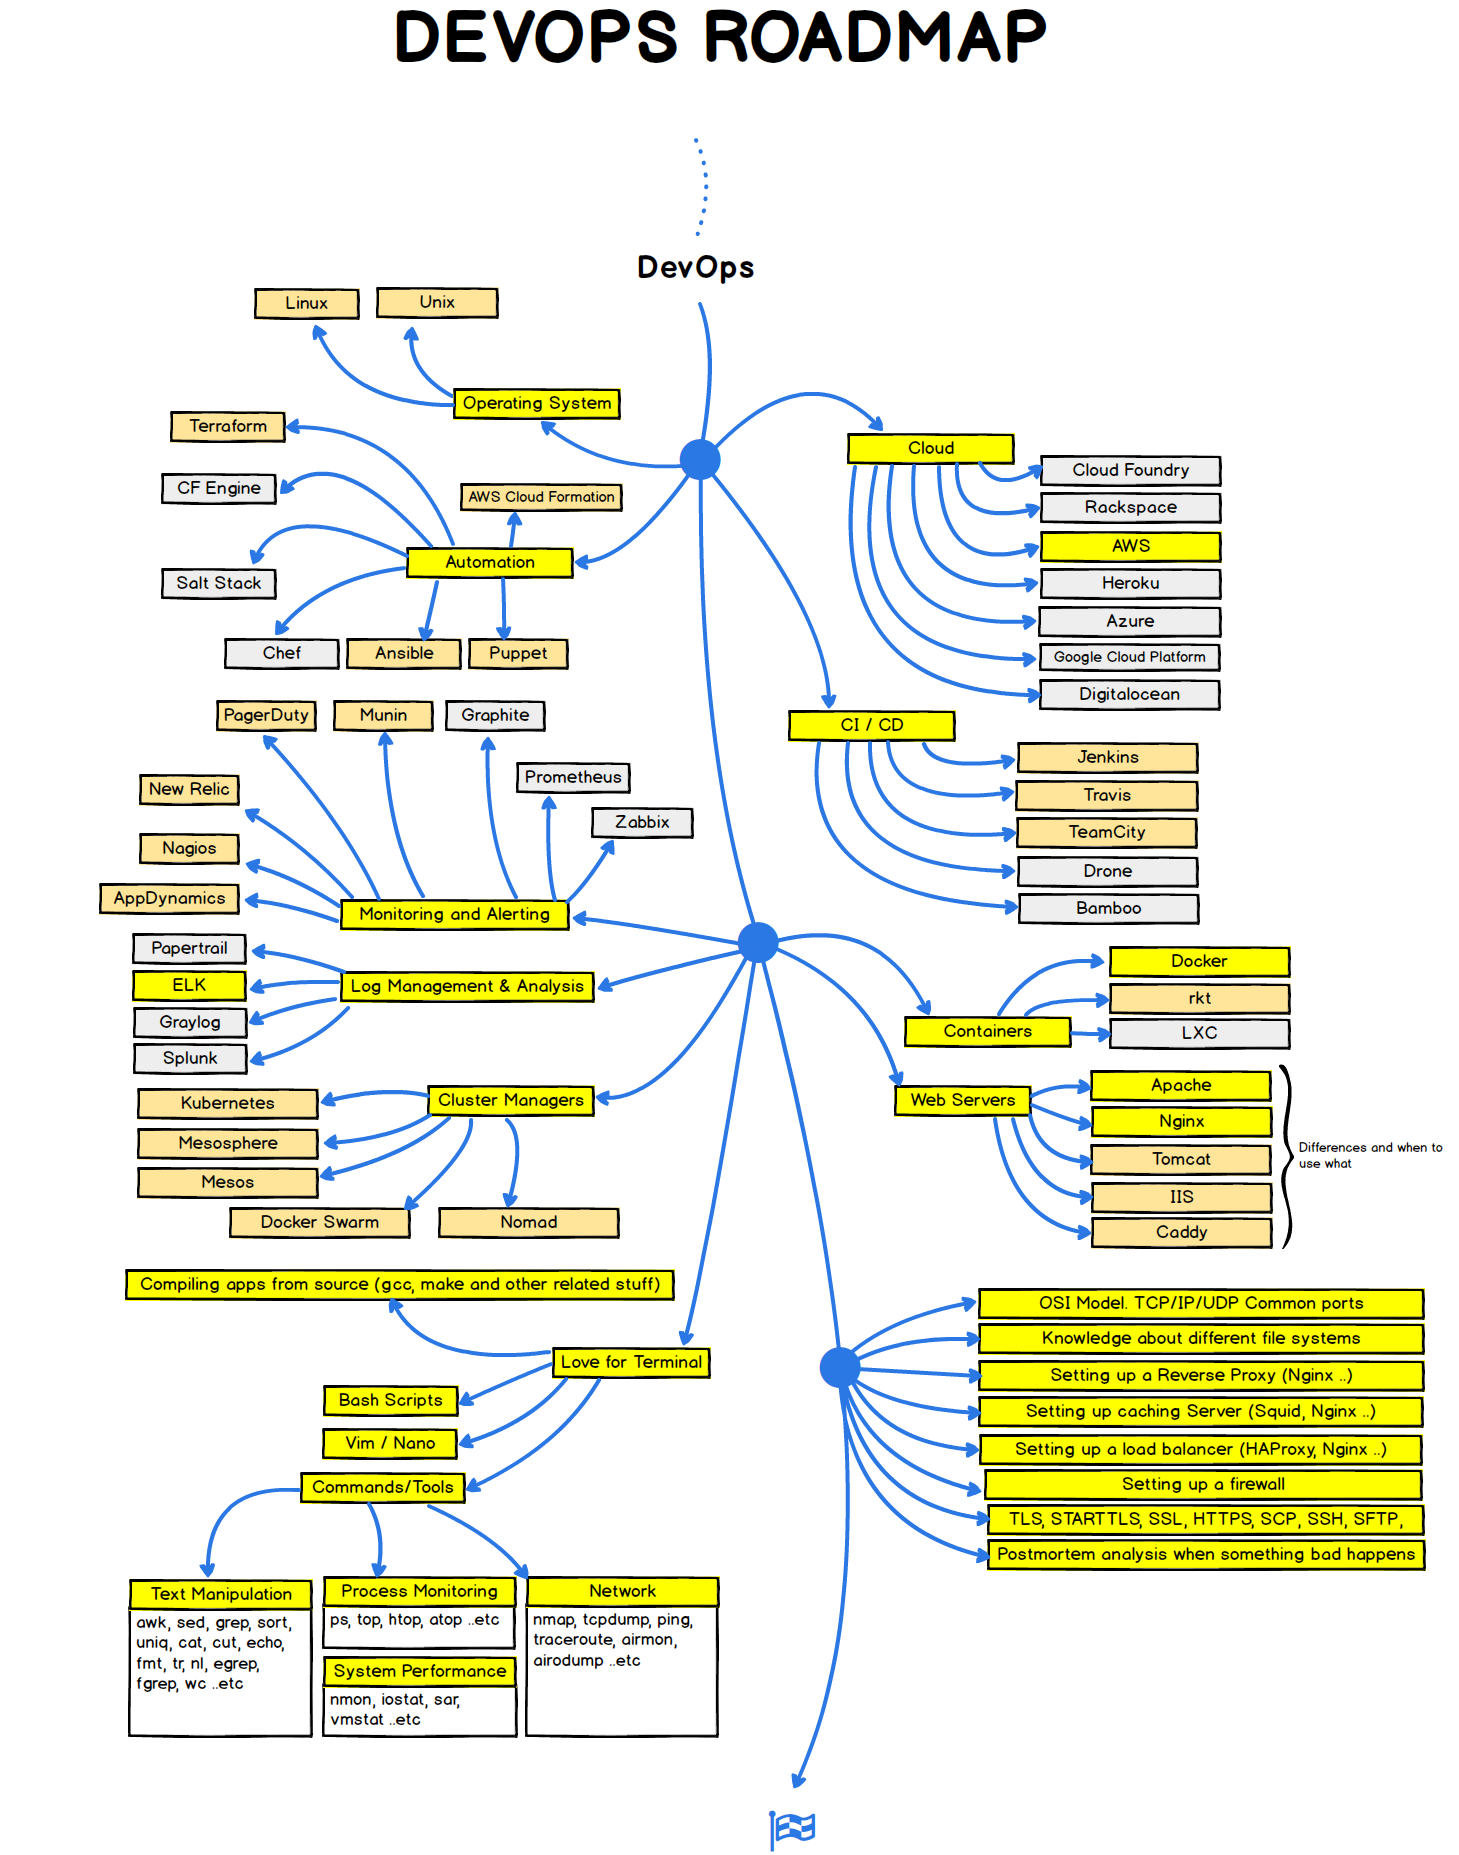 DEVOPS ROADMAP
DevOps
Linux
Unix
Operating System
Terraform
CF Engine
AWS Cloud Formation
Automation
Salt Stack
Chef
Ansible
Puppet
Cloud
Cloud Foundry
Rackspace
AWS
Heroku
Azure
Google Cloud Platform
Digitalocean
CI / CD
Jenkins
Travis
TeamCity
Drone
Bamboo
PagerDuty
Munin
Graphite
Prometheus
Zabbix
New Relic
Nagios
AppDynamics
Monitoring and Alerting
Papertrail
ELK
Graylog
Splunk
Log Management & Analysis
Containers
Docker
rkt
LXC
Cluster Managers
Kubernetes
Mesosphere
Mesos
Docker Swarm
Nomad
Web Servers
Apache
Nginx
Tomcat
IIS
Caddy
Differences and when to
use what
Compiling apps from source (gcc, make and other related stuff)
Love for Terminal
Bash Scripts
Vim / Nano
Commands/Tools
OSI Model. TCP/IP/UDP Common ports
Knowledge about different file systems
Setting up a Reverse Proxy (Nginx ..)
Setting up caching Server (Squid, Nginx ..)
Setting up a load balancer (HAProxy, Nginx ..)
Setting up a firewall
TLS, STARTTLS, SSL, HTTPS, SCP, SSH, SFTP,
Postmortem analysis when something bad happens
Text Manipulation
awk, sed, grep, sort,
uniq, cat, cut, echo,
fmt, tr, nl, egrep,
fgrep, wc ..etc
Process Monitoring
ps, top, htop, atop ..etc
System Performance
nmon, iostat, sar,
vmstat ..etc
Network
nmap, tcpdump, ping,
traceroute, airmon,
airodump ..etc